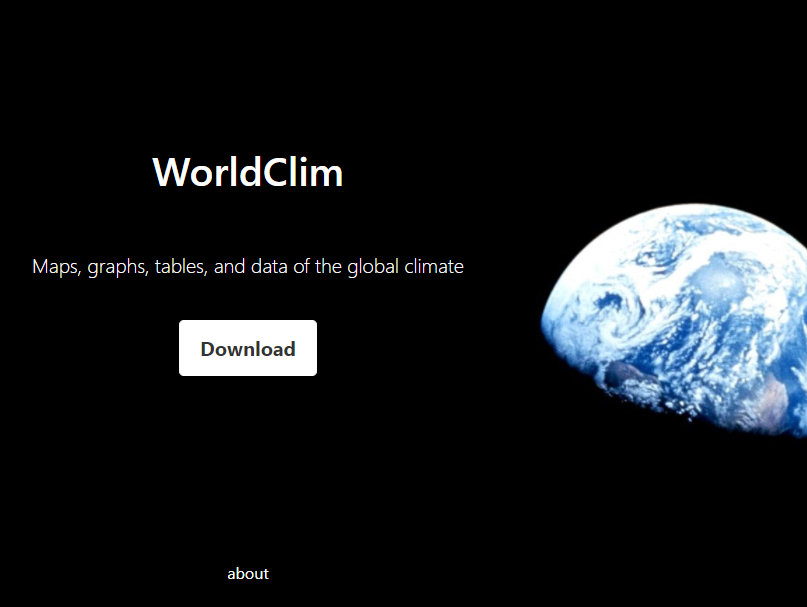 WorldClim
Maps, graphs, tables, and data of the global climate
Download
about